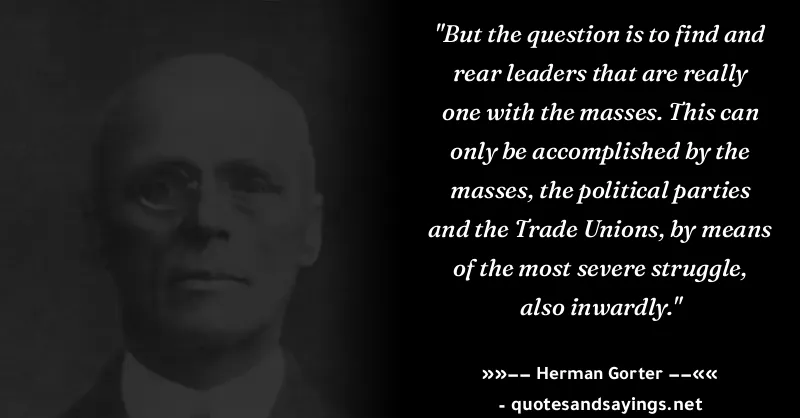 "But the question is to find and
rear leaders that are really
one with the masses. This can
only be accomplished by the
masses, the political parties
and the Trade Unions, by means
of the most severe struggle,
also inwardly."
»»−− Herman Gorter −−««
- quotesandsayings.net